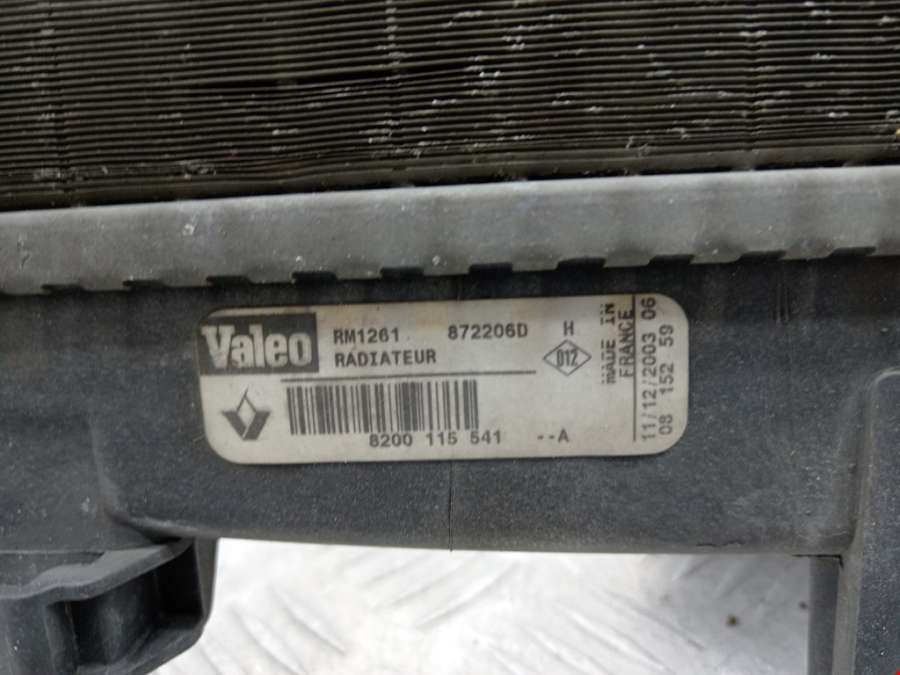 Valeo RM1261 872206D H
RADIATEUR 012
8200 115 541 --A
MADE IN
FRANCE
11/12/2003 06
08 152 59